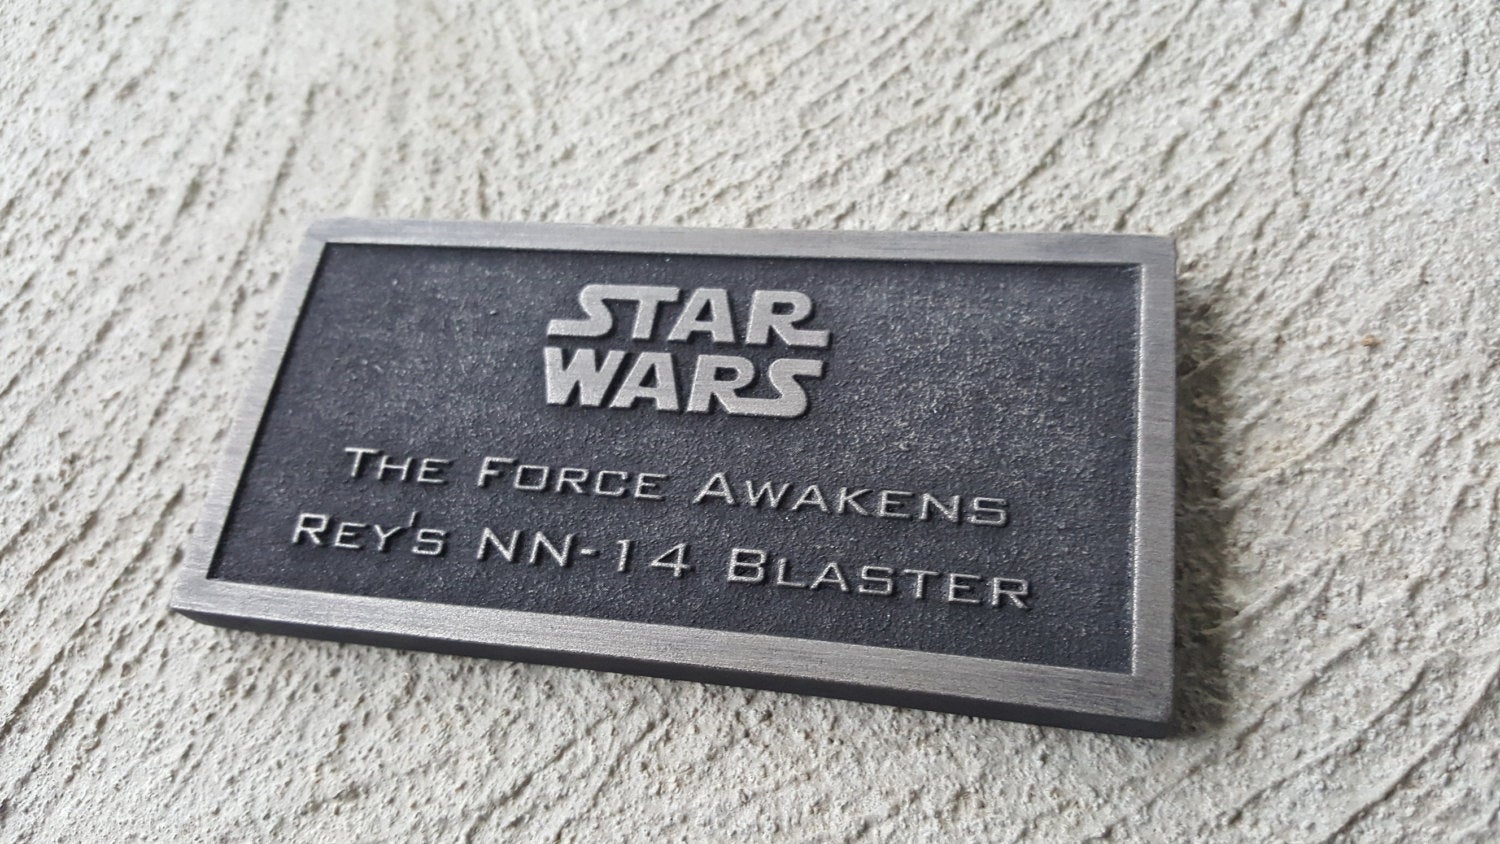 STAR
WARS
The Force Awakens
Rey's NN-14 Blaster